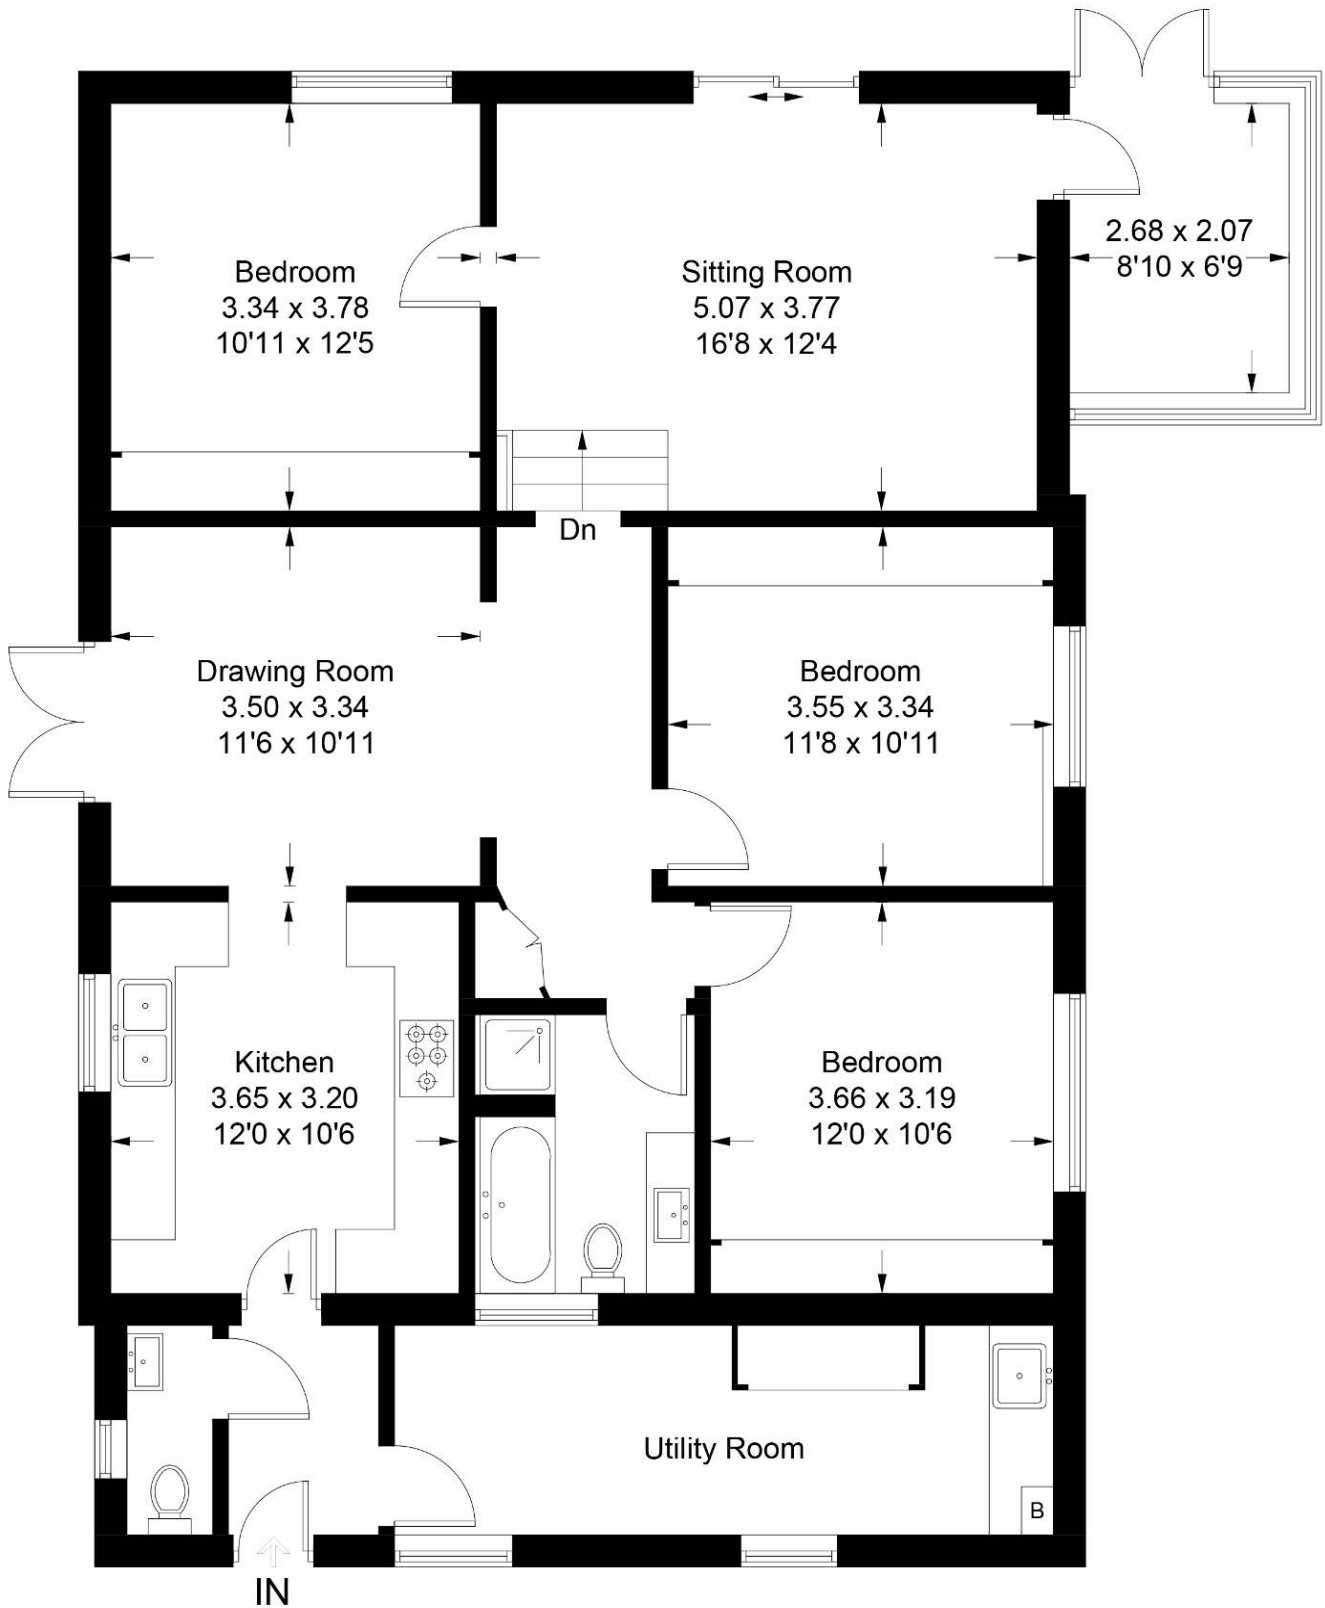 2.68 x 2.07
8'10 x 6'9
Bedroom
3.34 x 3.78
10'11 x 12'5
Sitting Room
5.07 x 3.77
16'8 x 12'4
Dn
Drawing Room
3.50 x 3.34
11'6 x 10'11
Bedroom
3.55 x 3.34
11'8 x 10'11
Kitchen
3.65 x 3.20
12'0 x 10'6
Bedroom
3.66 x 3.19
12'0 x 10'6
Utility Room
B
IN